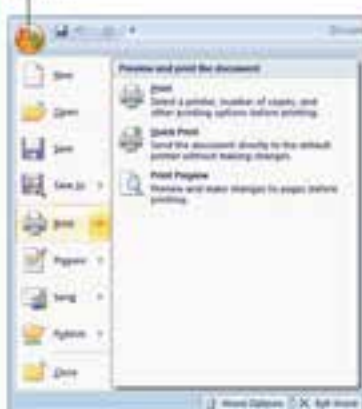 New
Open
Save
Save As
Print
Prepare
Send
Publish
Close
Preview and print the document
Print
Select a printer, number of copies, and
other printing options before printing.
Quick Print
Send the document directly to the default
printer without making changes.
Print Preview
Preview and make changes to pages before
printing.
Word Options
Exit Word